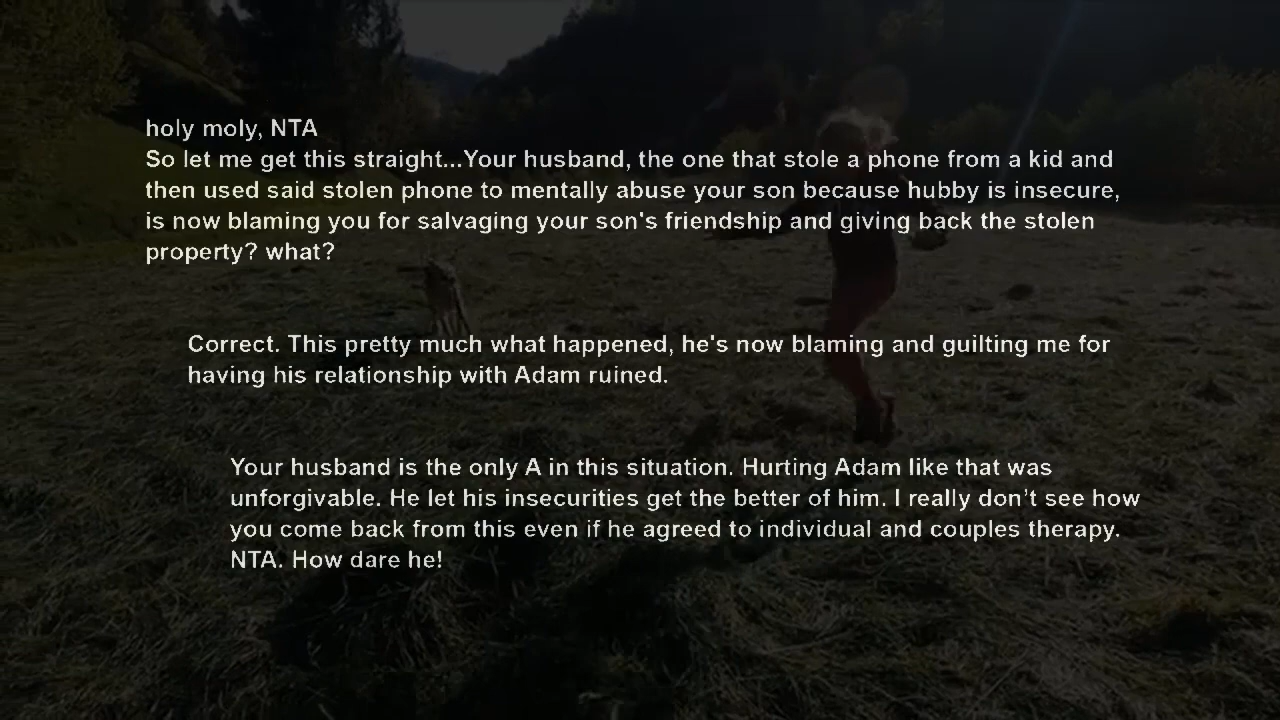 holy moly, NTA
So let me get this straight...Your husband, the one that stole a phone from a kid and
then used said stolen phone to mentally abuse your son because hubby is insecure,
is now blaming you for salvaging your son's friendship and giving back the stolen
property? what?
Correct. This pretty much what happened, he's now blaming and guilting me for
having his relationship with Adam ruined.
Your husband is the only A in this situation. Hurting Adam like that was
unforgivable. He let his insecurities get the better of him. I really don’t see how
you come back from this even if he agreed to individual and couples therapy.
NTA. How dare he!